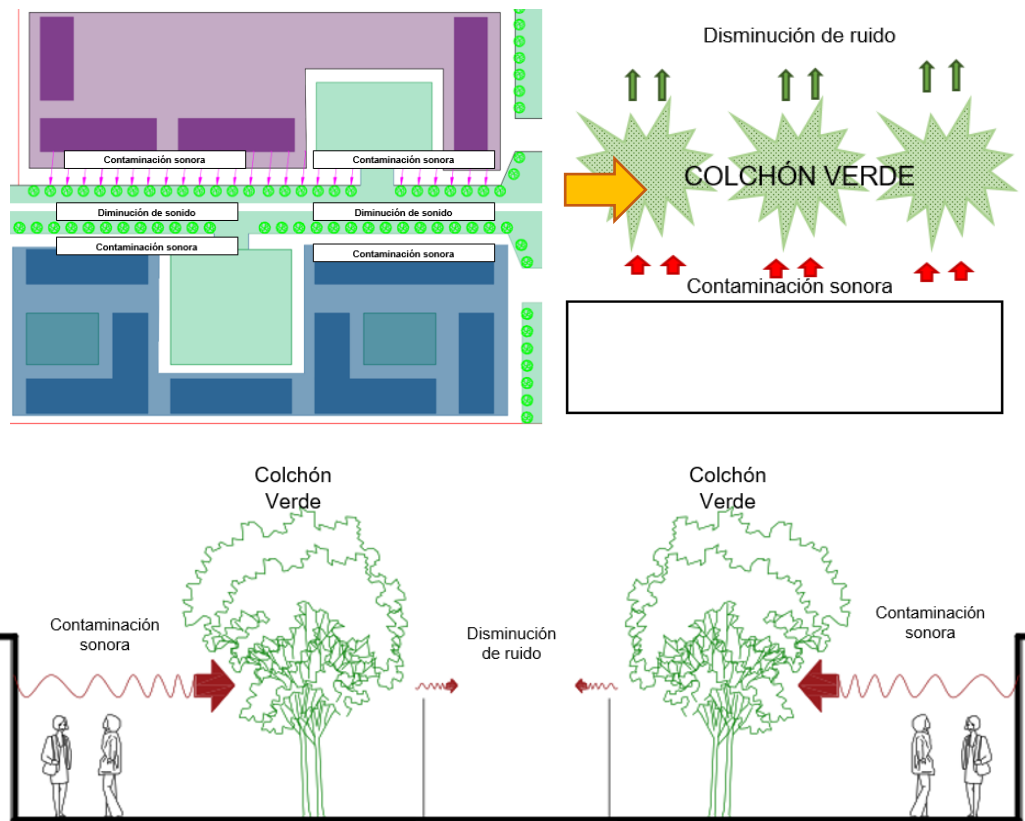 Contaminación sonora
Contaminación sonora
Diminución de sonido
Diminución de sonido
Contaminación sonora
Contaminación sonora
Disminución de ruido
COLCHÓN VERDE
Contaminación sonora
Colchón
Verde
Colchón
Verde
Contaminación
sonora
Disminución
de ruido
Contaminación
sonora